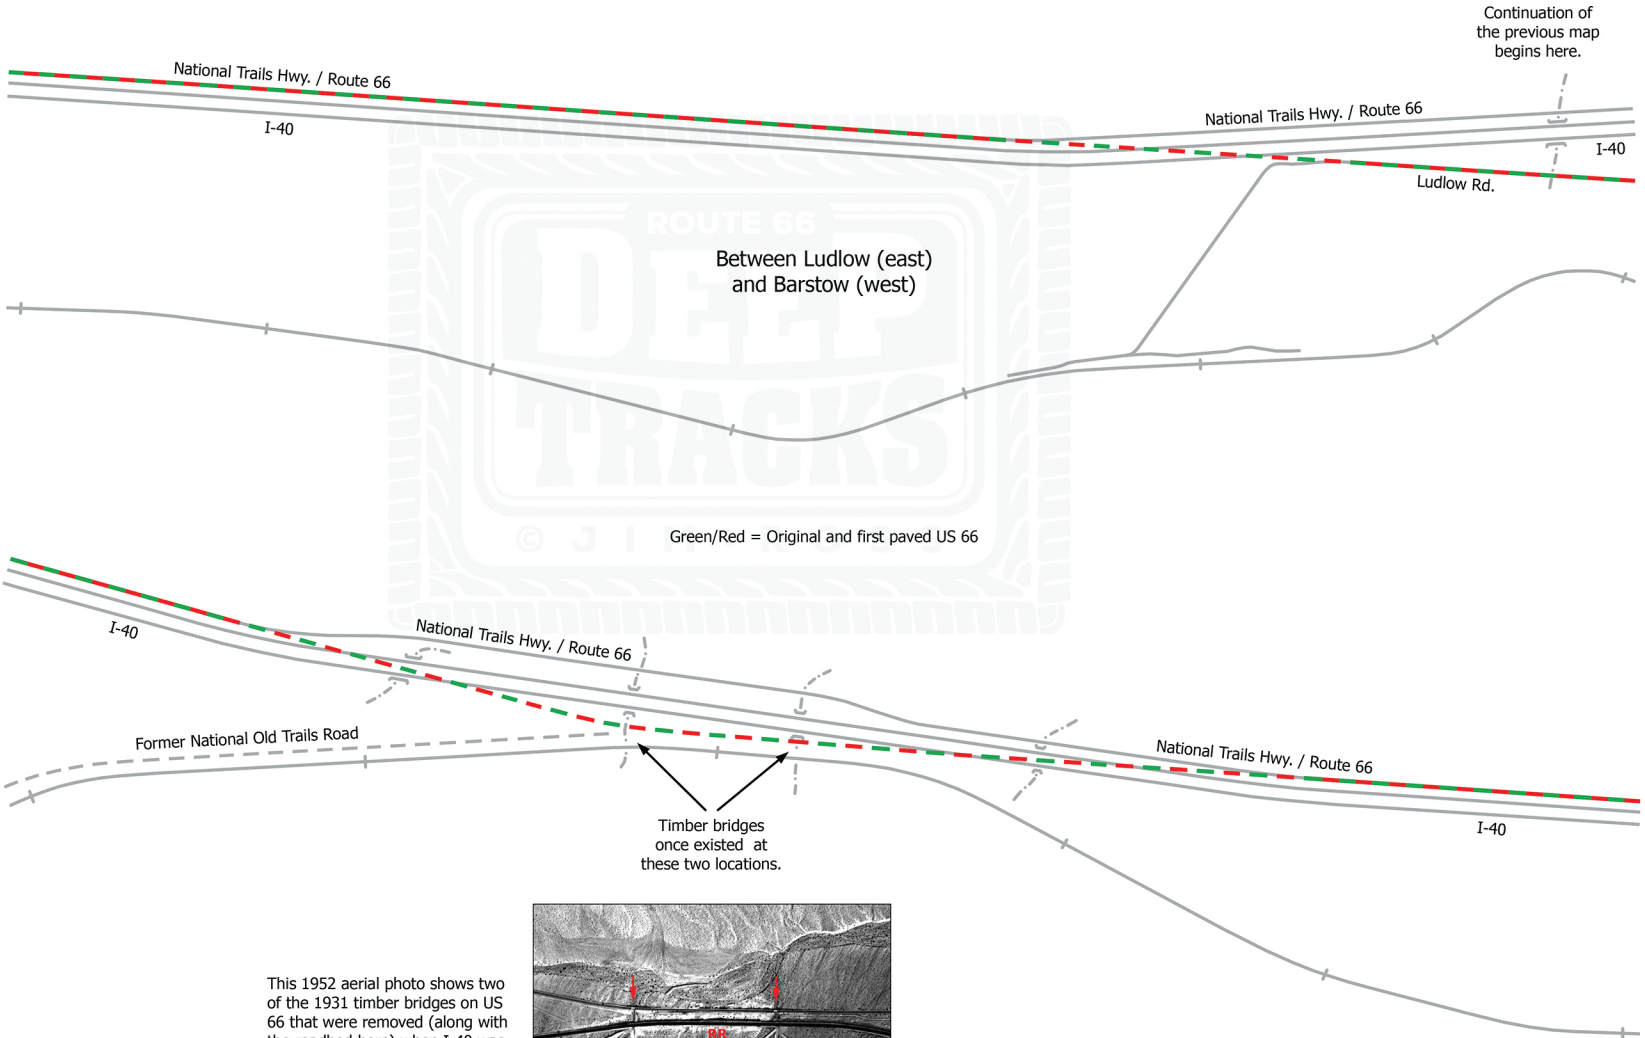 Continuation of
the previous map
begins here.
National Trails Hwy. / Route 66
I-40
National Trails Hwy. / Route 66
I-40
Ludlow Rd.
ROUTE 66
DEEP
TRACKS
Between Ludlow (east)
and Barstow (west)
Green/Red = Original and first paved US 66
I-40
National Trails Hwy. / Route 66
Former National Old Trails Road
National Trails Hwy. / Route 66
I-40
Timber bridges
once existed at
these two locations.
This 1952 aerial photo shows two
of the 1931 timber bridges on US
66 that were removed (along with
RR